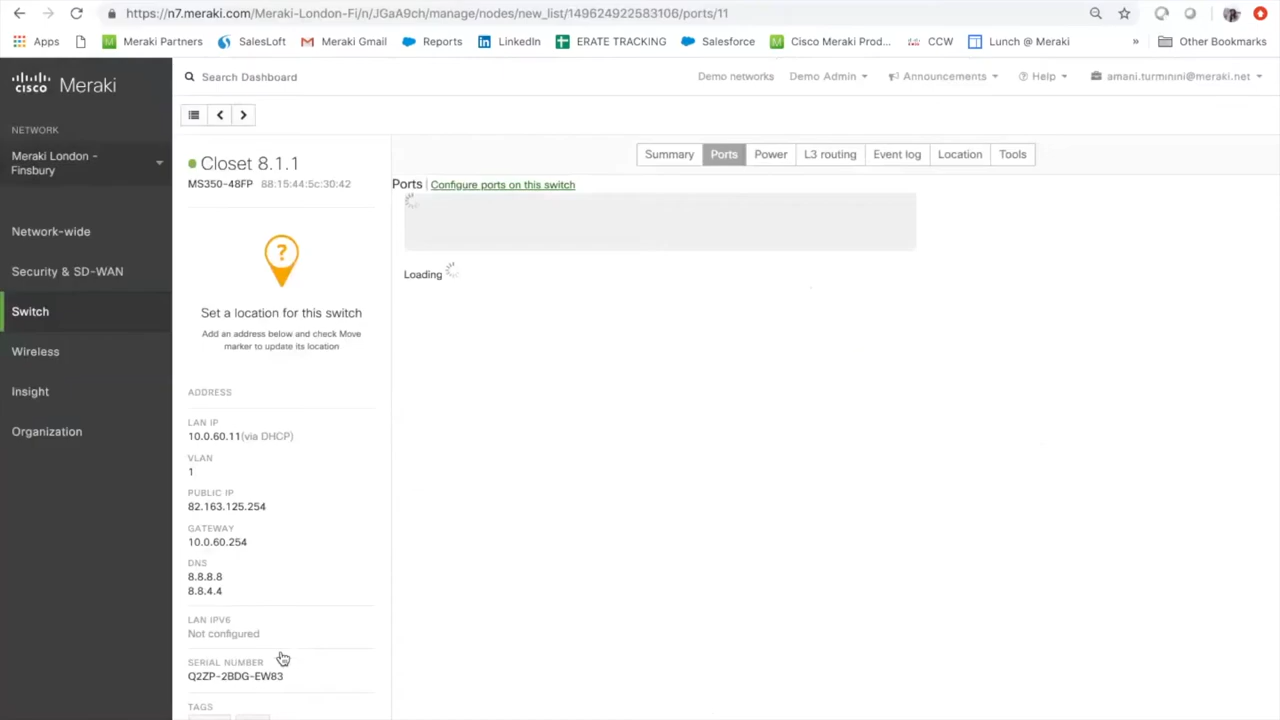 https://n7.meraki.com/Meraki-London-Fi/n/JGaA9ch/manage/nodes/new_list/149624922583106/ports/11
Apps Meraki Partners SalesLoft Meraki Gmail Reports LinkedIn ERATE TRACKING Salesforce Cisco Meraki Prod... CCW Lunch @ Meraki » Other Bookmarks
cisco Meraki
Search Dashboard
Demo networks Demo Admin Announcements Help amani.turminini@meraki.net
NETWORK
Meraki London -
Finsbury
Network-wide
Security & SD-WAN
Switch
Wireless
Insight
Organization
Closet 8.1.1
MS350-48FP 88:15:44:5c:30:42
?
Set a location for this switch
Add an address below and check Move
marker to update its location
ADDRESS
LAN IP
10.0.60.11(via DHCP)
VLAN
1
PUBLIC IP
82.163.125.254
GATEWAY
10.0.60.254
DNS
8.8.8.8
8.8.4.4
LAN IPV6
Not configured
SERIAL NUMBER
Q2ZP-2BDG-EW83
TAGS
Summary Ports Power L3 routing Event log Location Tools
Ports | Configure ports on this switch
Loading